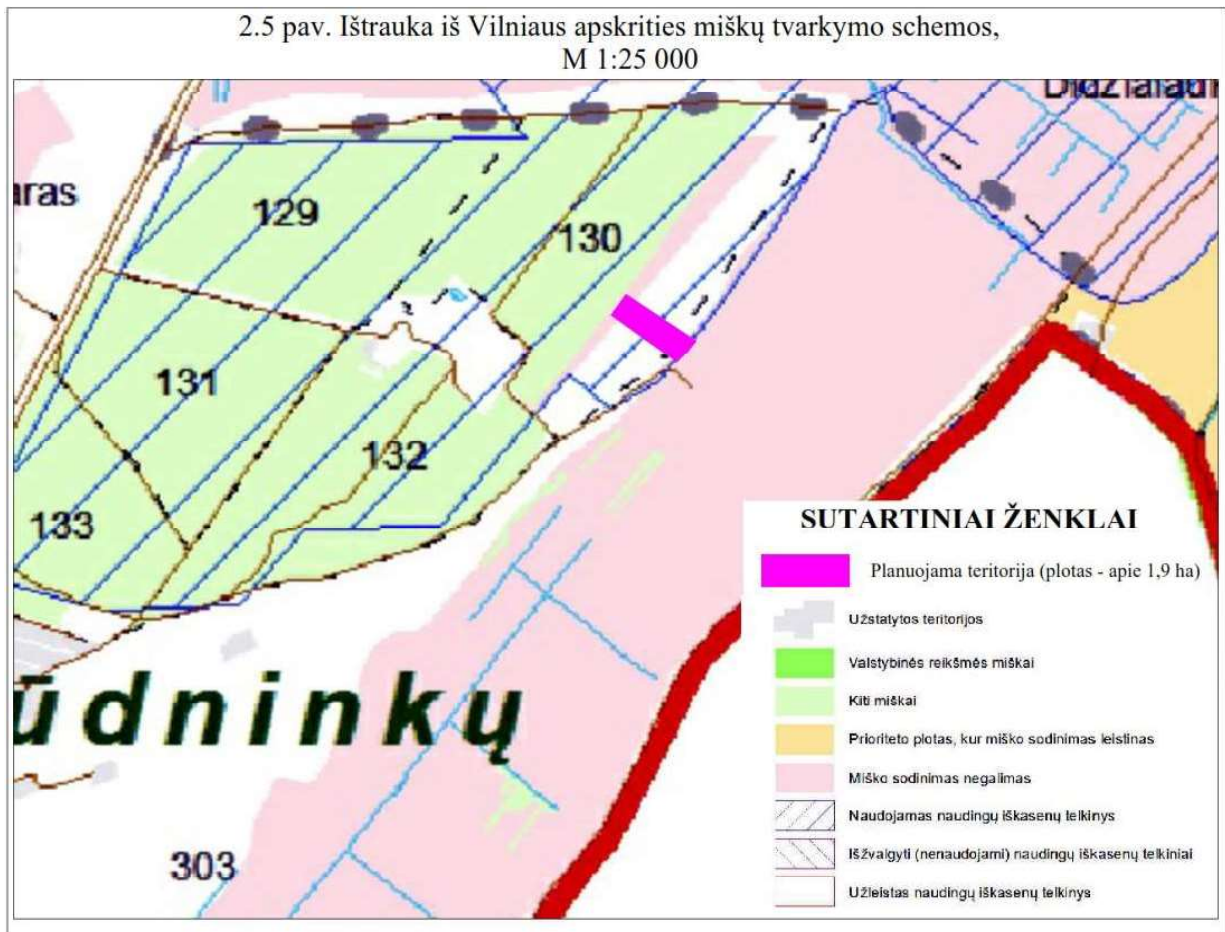 2.5 pav. Ištrauka iš Vilniaus apskrities miškų tvarkymo schemos,
M 1:25 000
aras
129
130
131
132
133
ūdninkų
303
SUTARTINIAI ŽENKLAI
Planuojama teritorija (plotas - apie 1,9 ha)
Užstatytos teritorijos
Valstybinės reikšmės miškai
Kiti miškai
Prioriteto plotas, kur miško sodinimas leistinas
Miško sodinimas negalimas
Naudojamas naudingų iškasenų telkinys
Išžvalgyti (nenaudojami) naudingų iškasenų telkiniai
Užleistas naudingų iškasenų telkinys